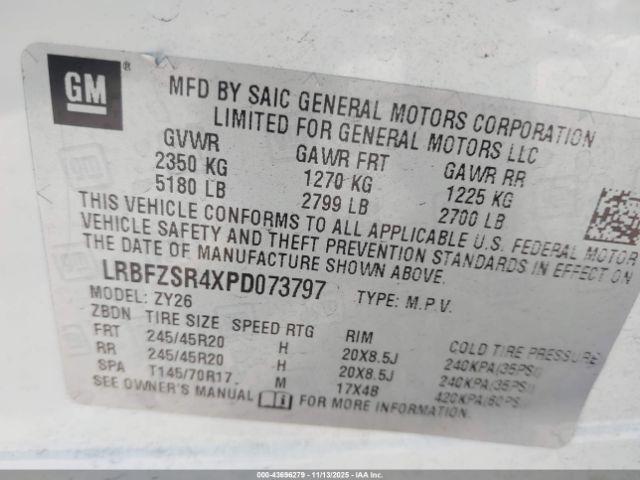 GM ®
MFD BY SAIC GENERAL MOTORS CORPORATION
LIMITED FOR GENERAL MOTORS LLC
GVWR GAWR FRT GAWR RR
2350 KG 1270 KG 1225 KG
5180 LB 2799 LB 2700 LB
THIS VEHICLE CONFORMS TO ALL APPLICABLE U.S. FEDERAL MOTOR
VEHICLE SAFETY AND THEFT PREVENTION STANDARDS IN EFFECT ON
THE DATE OF MANUFACTURE SHOWN ABOVE.
LRBFZSR4XPD073797 TYPE: M.P.V.
MODEL: ZY26
ZBDN TIRE SIZE SPEED RTG RIM COLD TIRE PRESSURE
FRT 245/45R20 H 20X8.5J 240KPA(35PSI)
RR 245/45R20 H 20X8.5J 240KPA(35PSI)
SPA T145/70R17 M 17X4B 420KPA(60PSI
SEE OWNER'S MANUAL i FOR MORE INFORMATION.
000-43696279 - 11/13/2025 - IAAI.COM